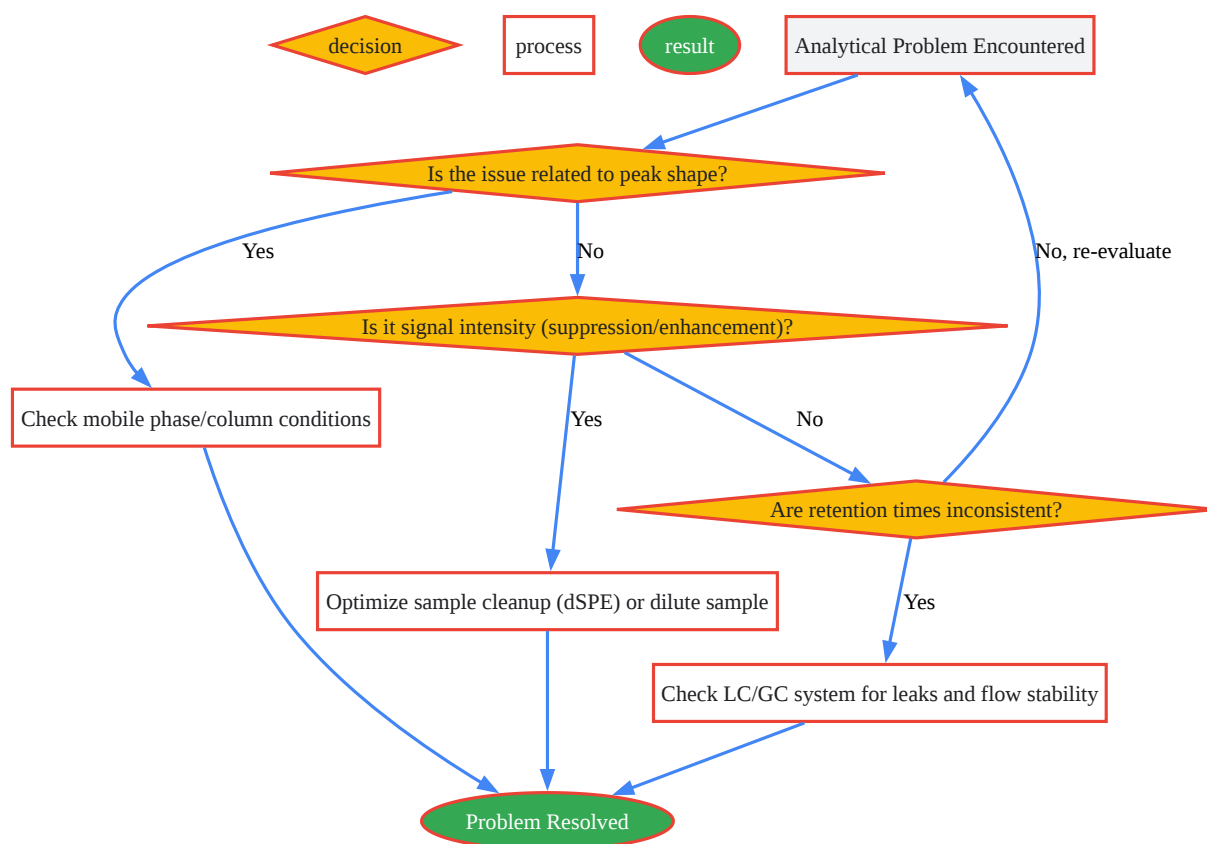 decision
process
result
Analytical Problem Encountered
Is the issue related to peak shape?
Yes
No
No, re-evaluate
Is it signal intensity (suppression/enhancement)?
Check mobile phase/column conditions
Yes
No
Are retention times inconsistent?
Optimize sample cleanup (dSPE) or dilute sample
Yes
Check LC/GC system for leaks and flow stability
Problem Resolved